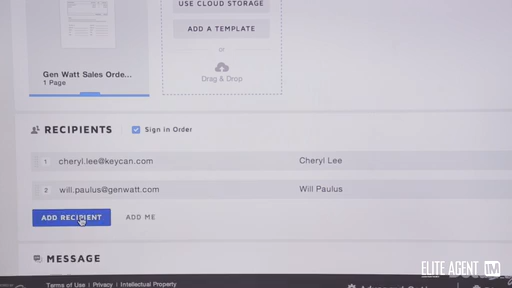 USE CLOUD STORAGE
ADD A TEMPLATE
or
Drag & Drop
Gen Watt Sales Orde...
1 Page
RECIPIENTS
Sign in Order
1 cheryl.lee@keycan.com Cheryl Lee
2 will.paulus@genwatt.com Will Paulus
ADD RECIPIENT ADD ME
MESSAGE
Terms of Use | Privacy | Intellectual Property
ELITE AGENT